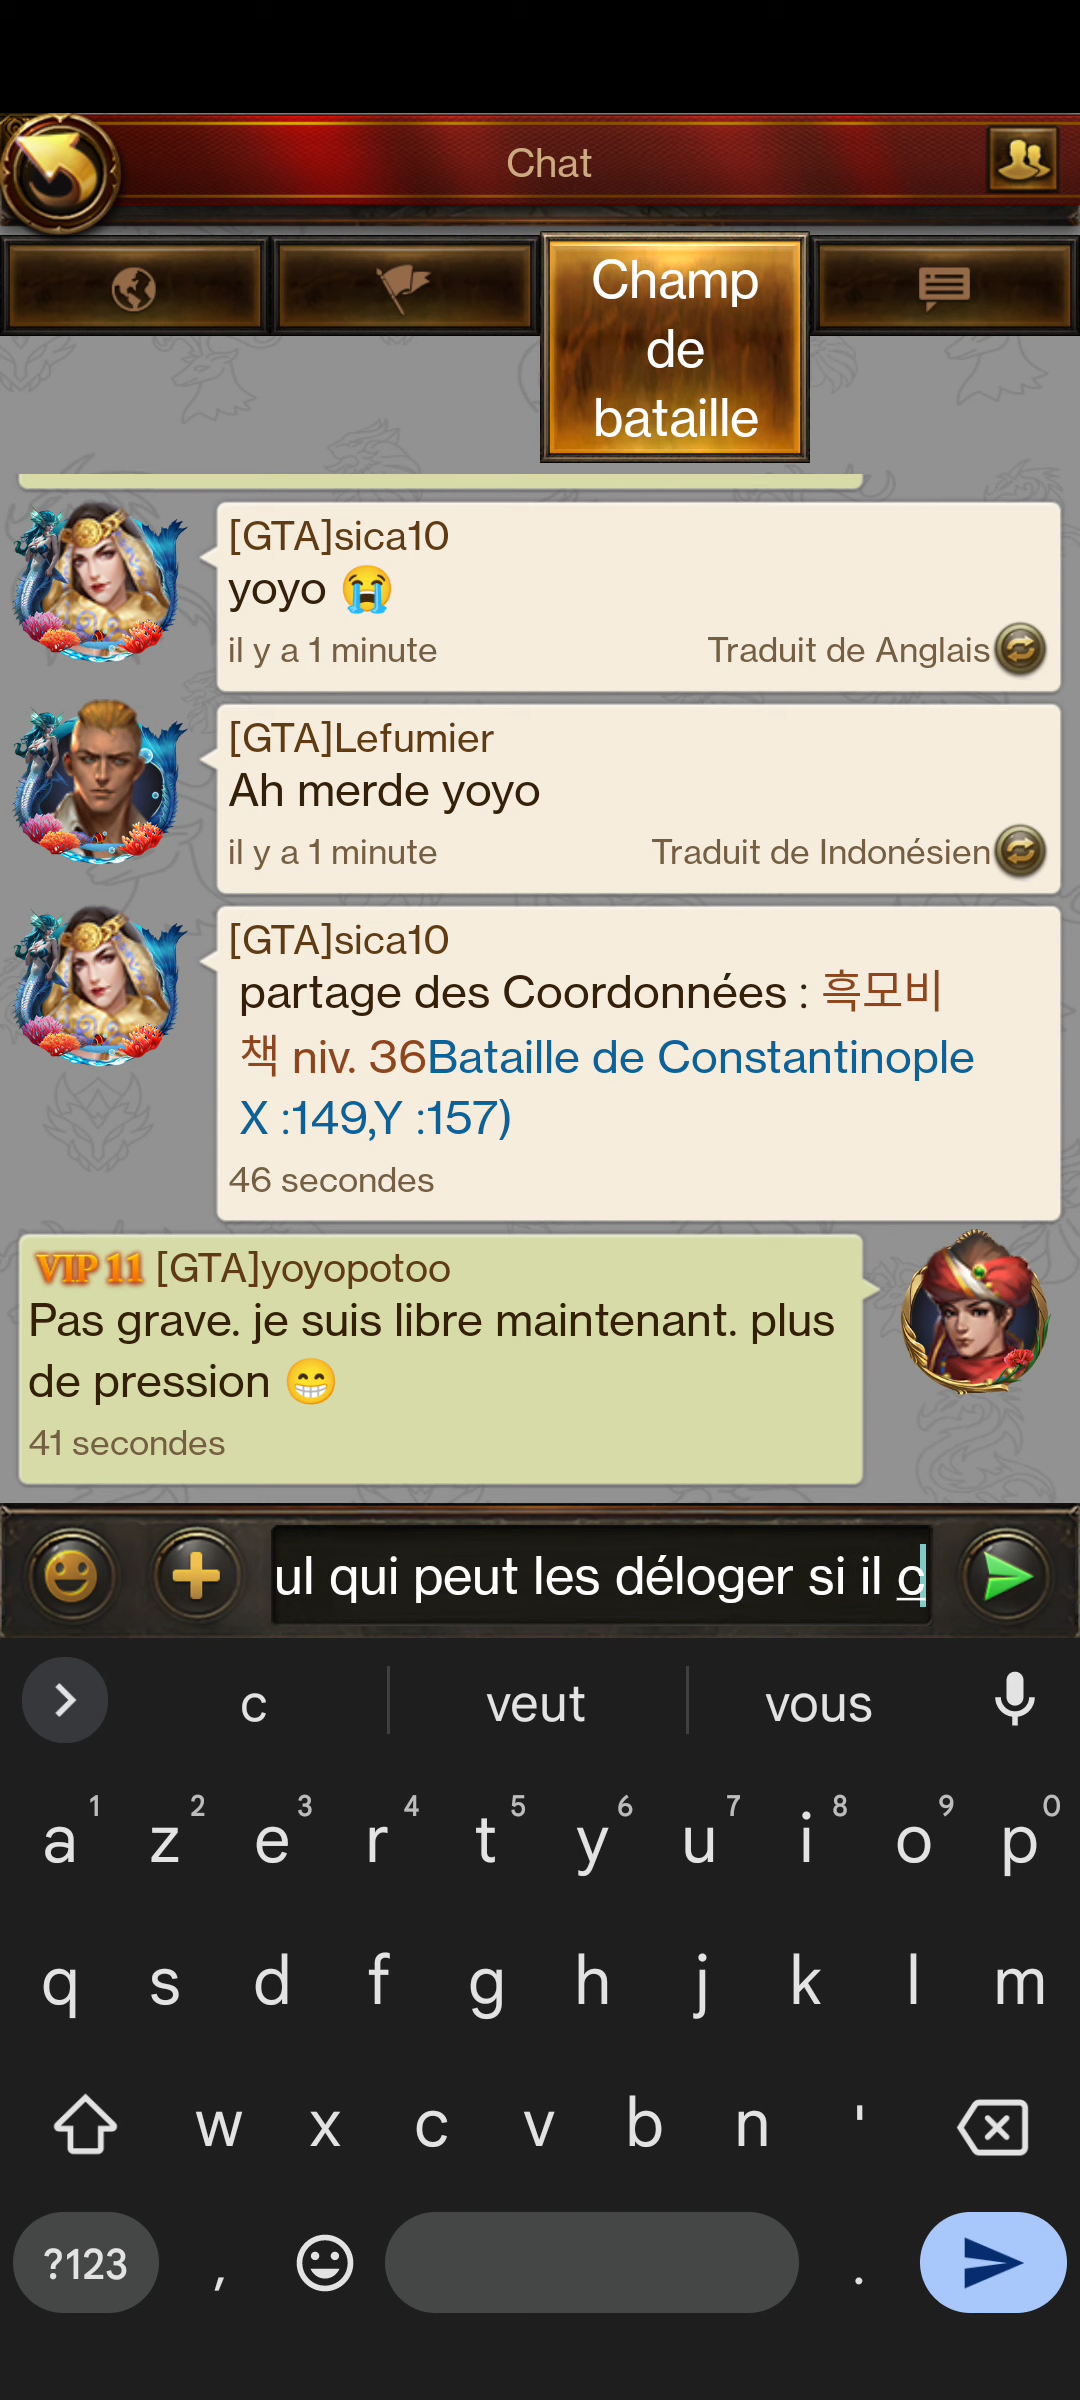 Chat
Champ
de
bataille
[GTA]sica10
yoyo 😭
il y a 1 minute
Traduit de Anglais
[GTA]Lefumier
Ah merde yoyo
il y a 1 minute
Traduit de Indonésien
[GTA]sica10
partage des Coordonnées : 흑모비
책 niv. 36Bataille de Constantinople
X :149,Y :157)
46 secondes
VIP 11 [GTA]yoyopotoo
Pas grave. je suis libre maintenant. plus
de pression 😁
41 secondes
ul qui peut les déloger si il c
c veut vous
1 2 3 4 5 6 7 8 9 0
a z e r t y u i o p
q s d f g h j k l m
w x c v b n '
?123 , .